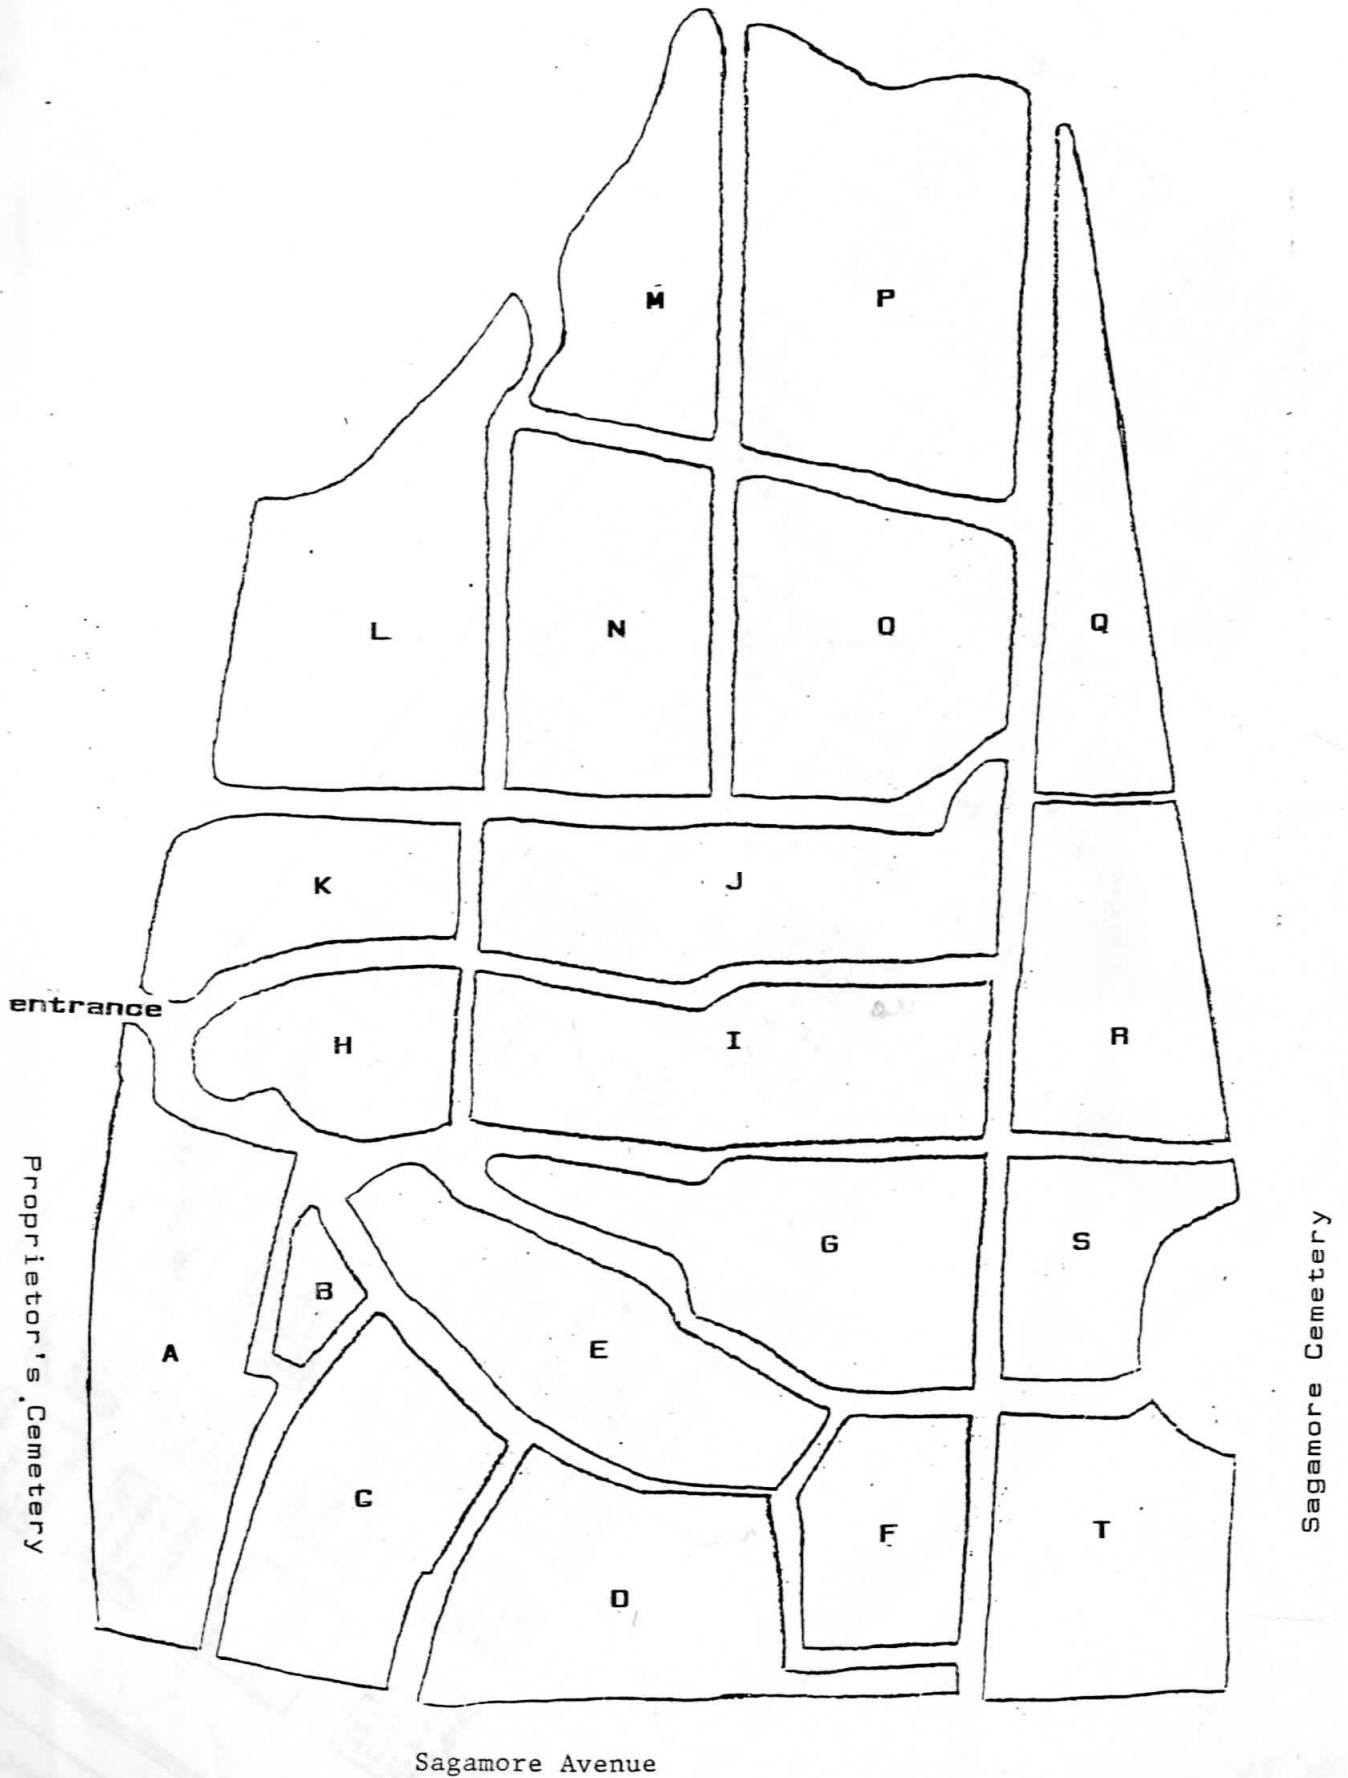 M P
L N O Q
K J
entrance
H I R
G S
B
E
A
C
F T
D
Proprietor's Cemetery
Sagamore Cemetery
Sagamore Avenue